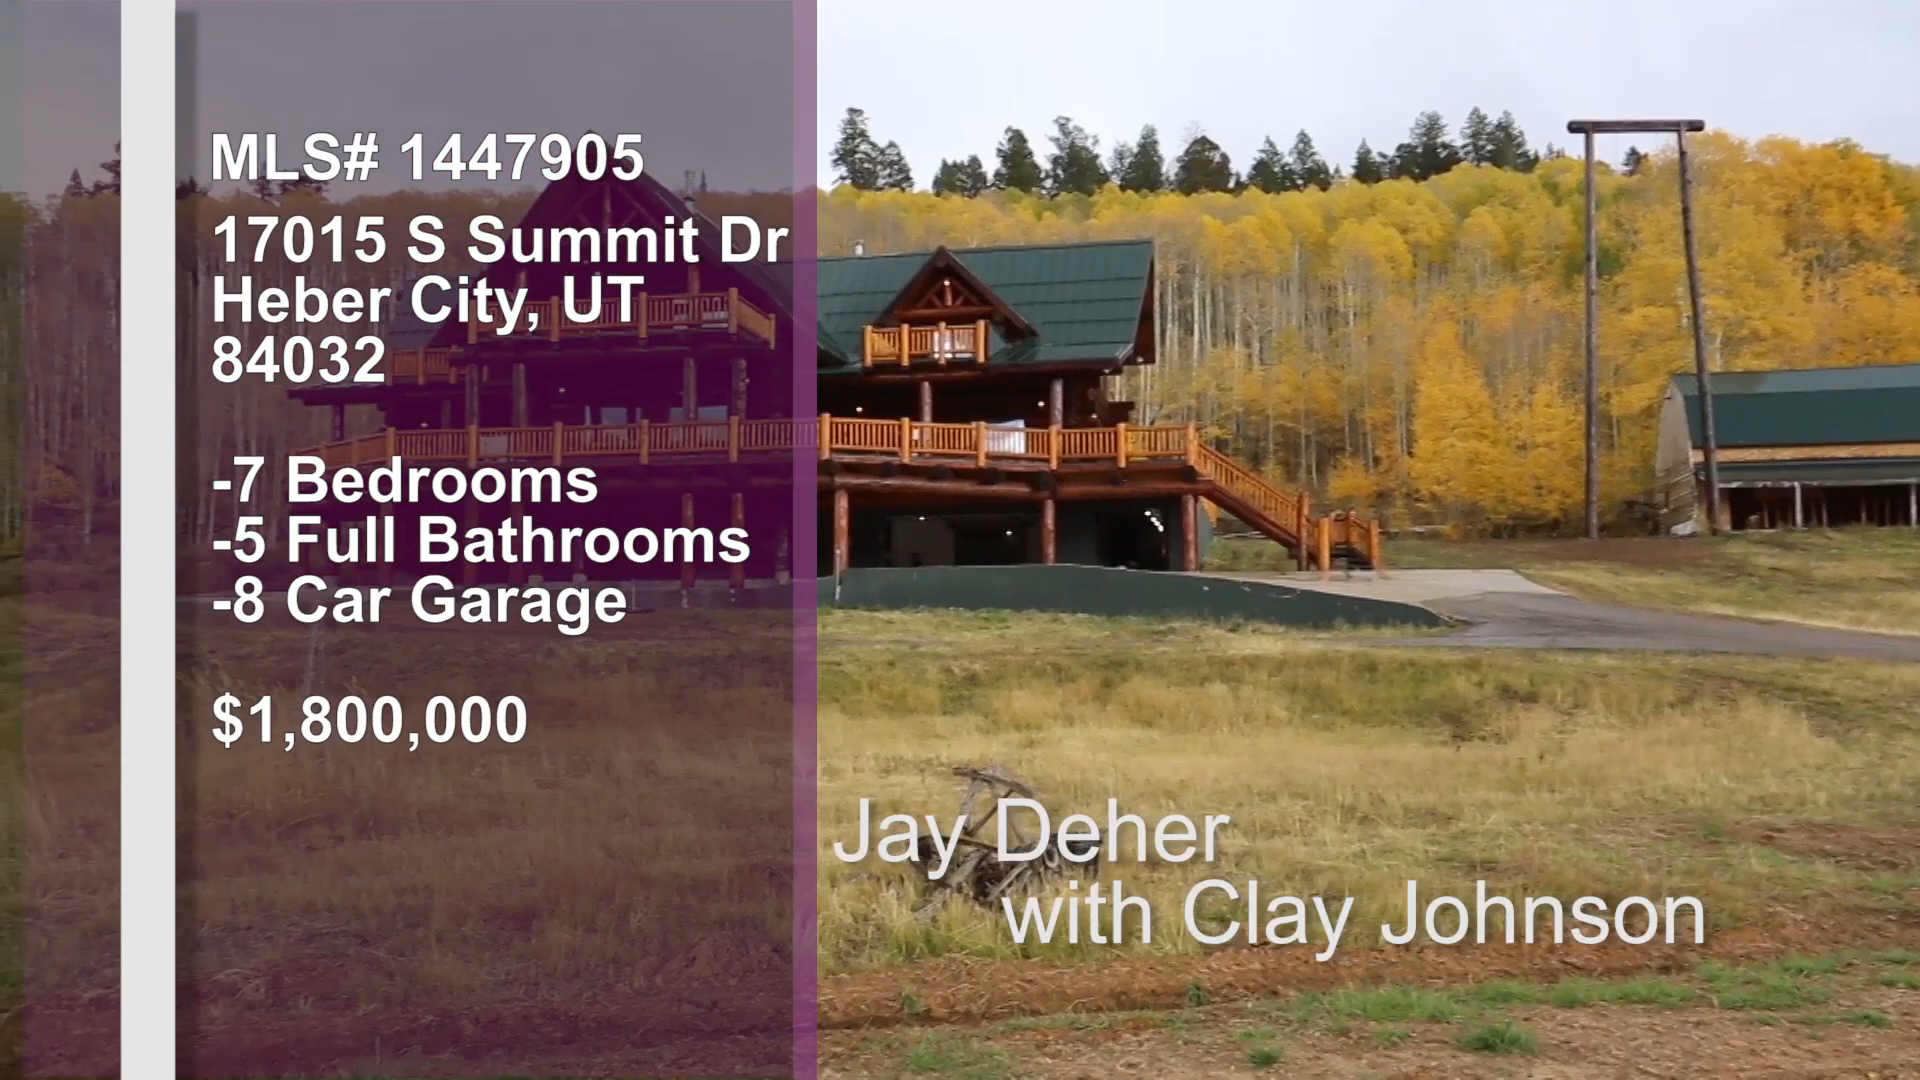 MLS# 1447905
17015 S Summit Dr
Heber City, UT
84032
-7 Bedrooms
-5 Full Bathrooms
-8 Car Garage
$1,800,000
Jay Deher
with Clay Johnson